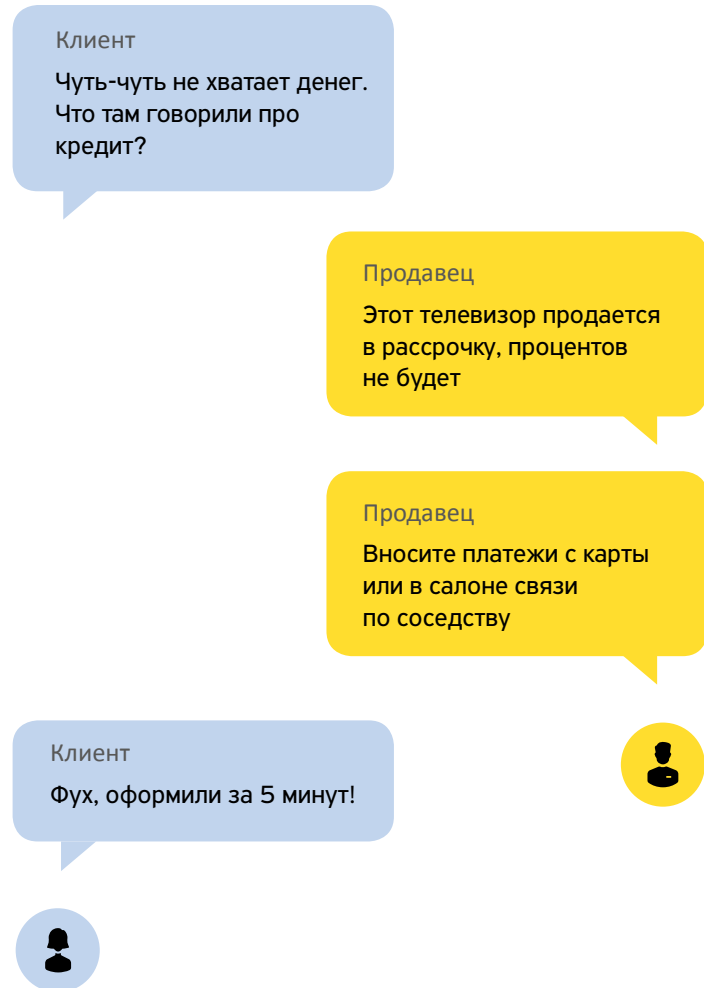 Клиент
Чуть-чуть не хватает денег.
Что там говорили про
кредит?
Продавец
Этот телевизор продается
в рассрочку, процентов
не будет
Продавец
Вносите платежи с карты
или в салоне связи
по соседству
Клиент
Фух, оформили за 5 минут!